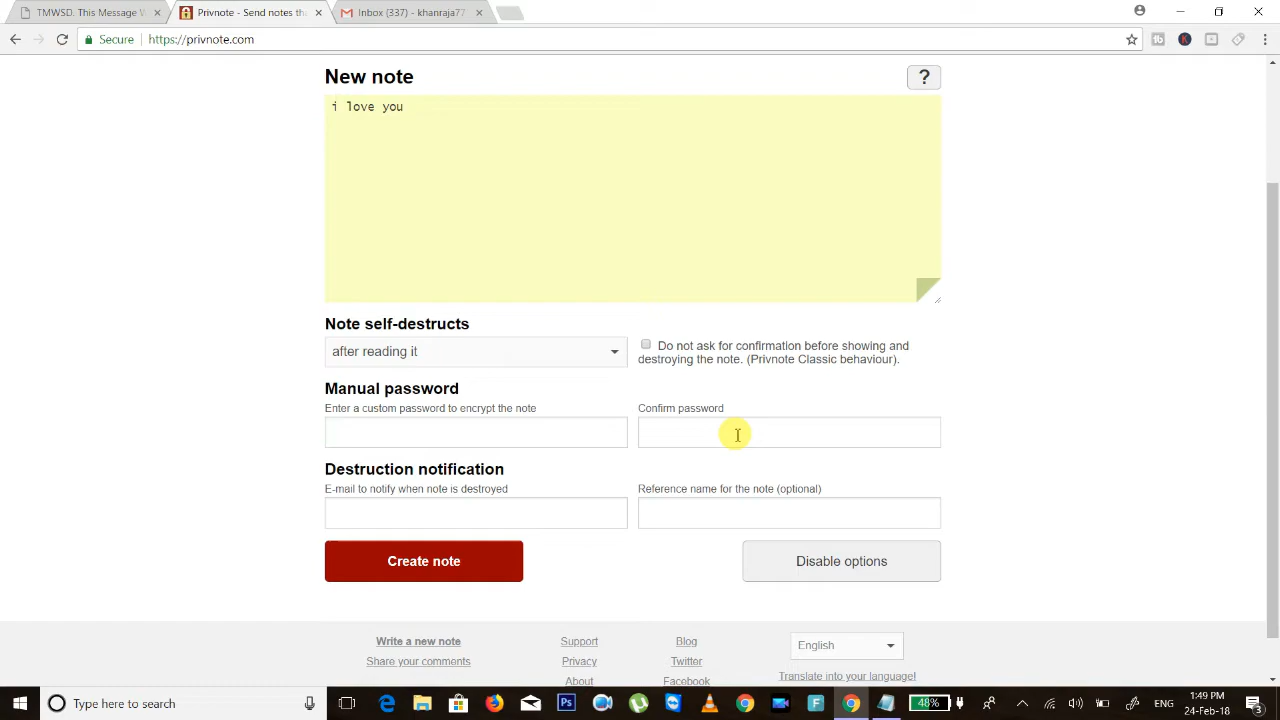 TMWSD. This Message W
Privnote - Send notes tha
Inbox (337) - khanraja77
Secure
https://privnote.com
New note
?
i love you
Note self-destructs
after reading it
Do not ask for confirmation before showing and
destroying the note. (Privnote Classic behaviour).
Manual password
Enter a custom password to encrypt the note
Confirm password
Destruction notification
E-mail to notify when note is destroyed
Reference name for the note (optional)
Create note
Disable options
Write a new note
Support
Blog
English
Share your comments
Privacy
Twitter
About
Facebook
Translate into your language!
Type here to search
48%
ENG
1:49 PM
24-Feb-18
3